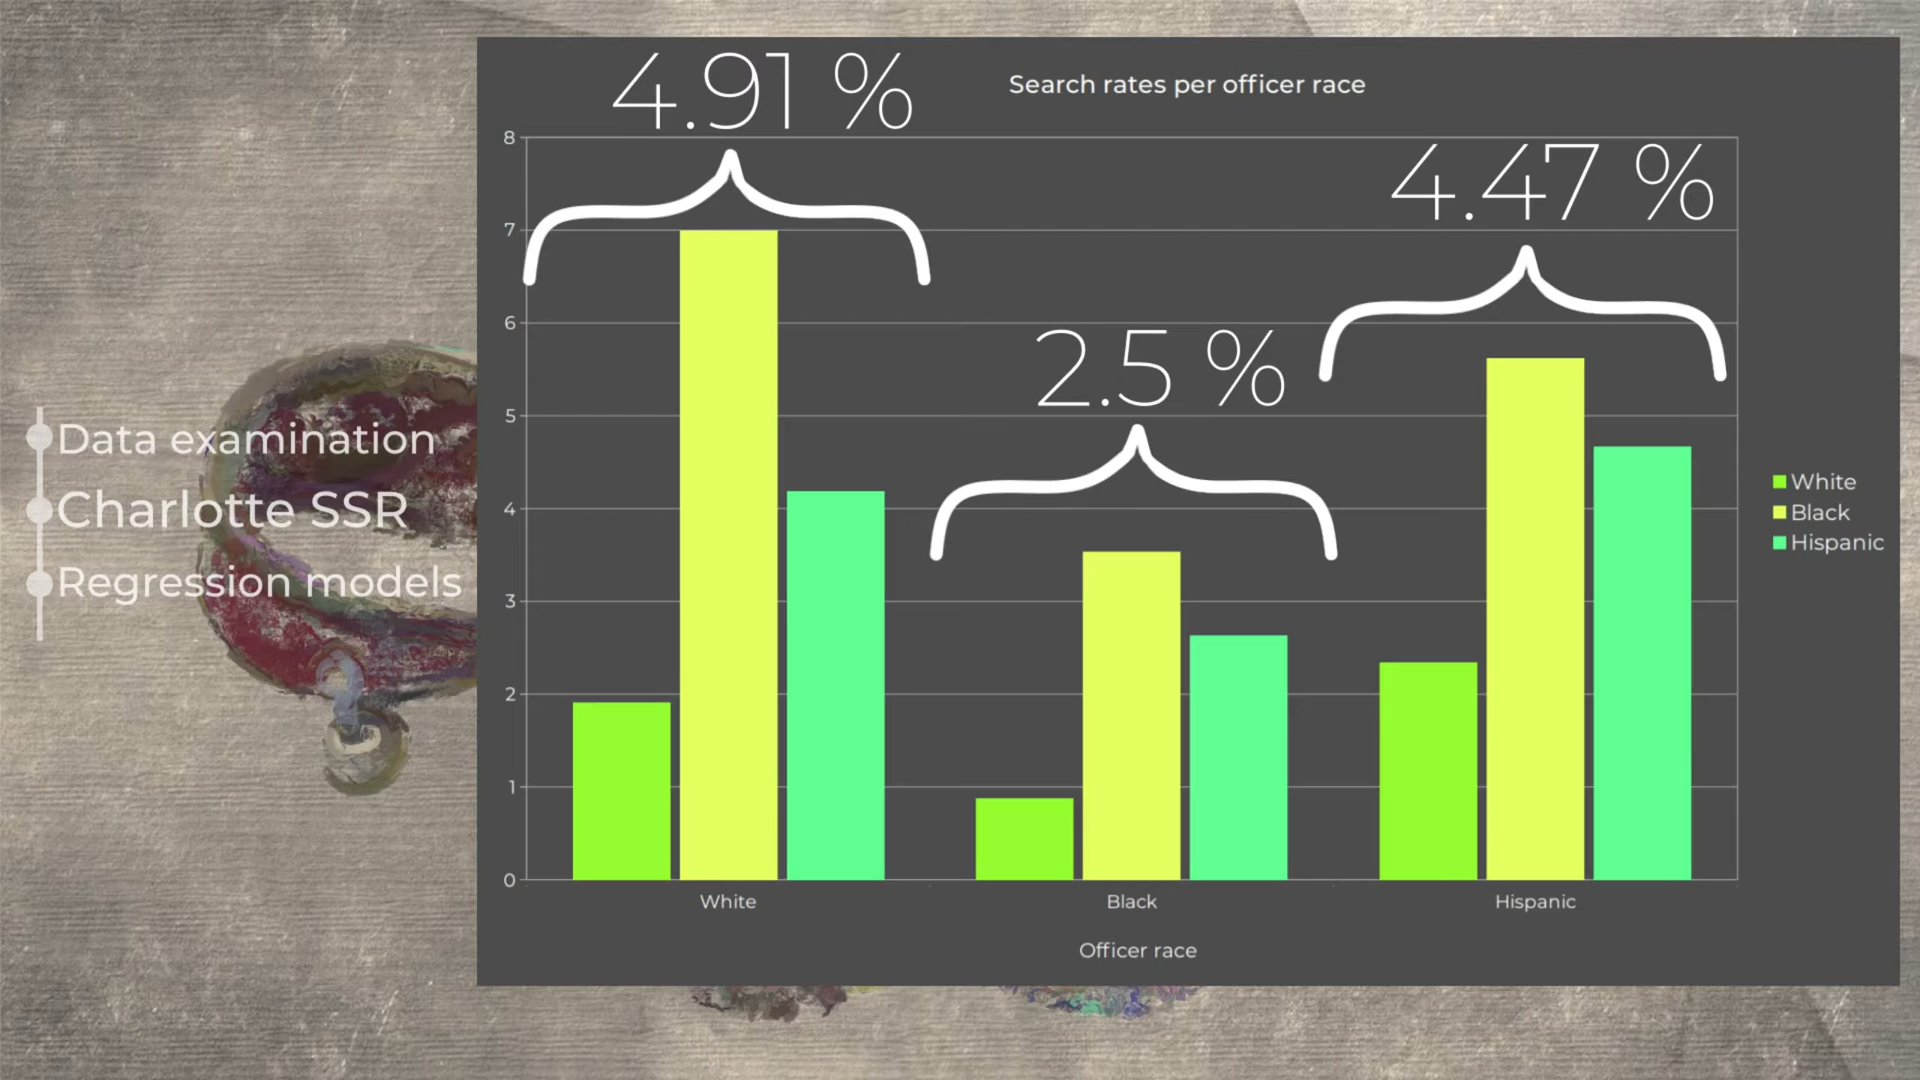 Data examination
Charlotte SSR
Regression models
Search rates per officer race
4.91 %
2.5 %
4.47 %
8
7
6
5
4
3
2
1
0
White
Black
Hispanic
Officer race
White
Black
Hispanic